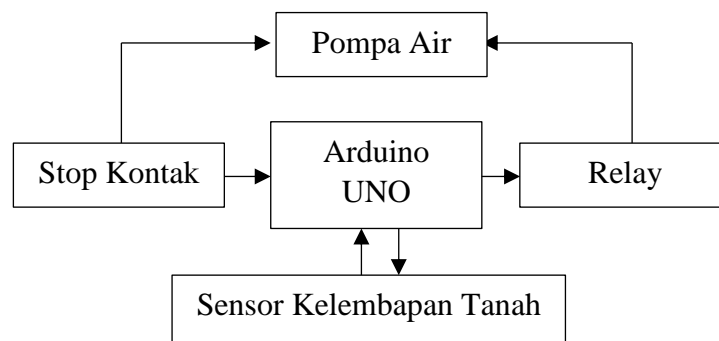 Pompa Air
Stop Kontak
Arduino
UNO
Relay
Sensor Kelembapan Tanah